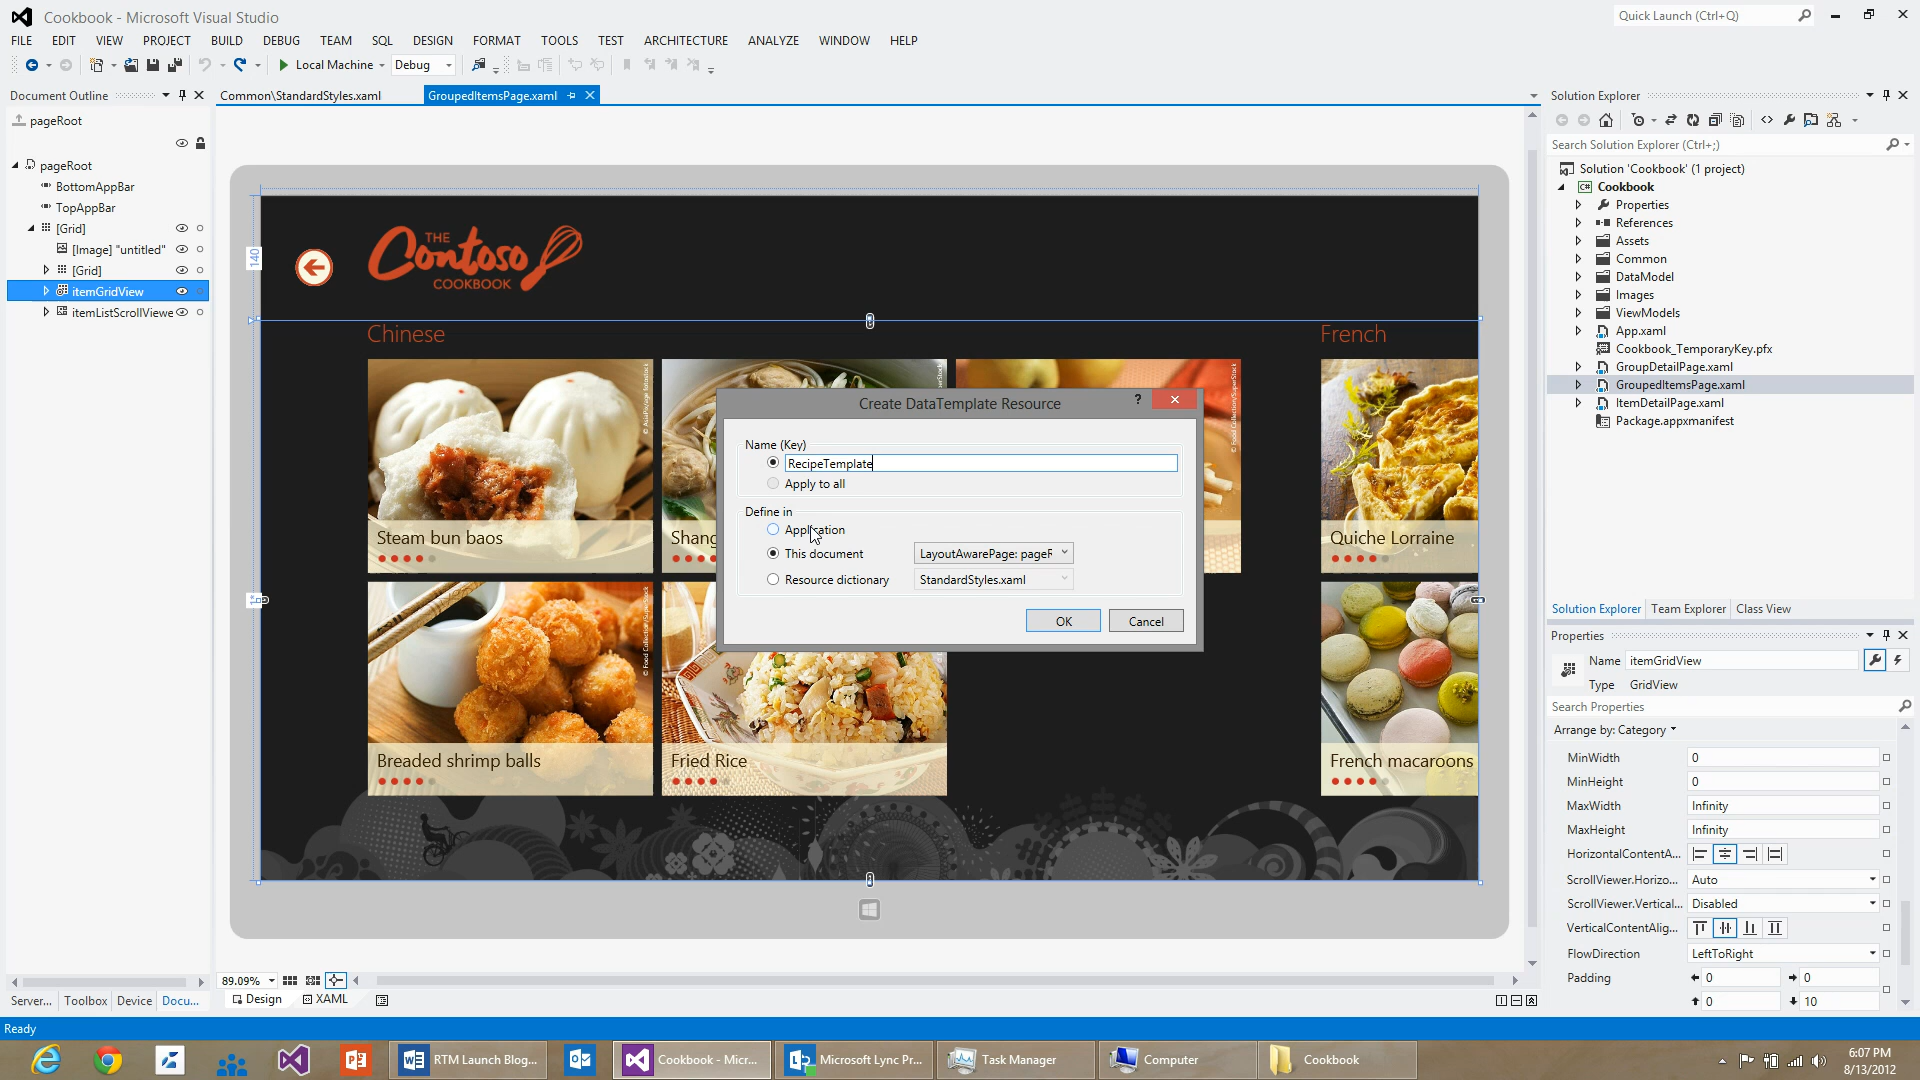 Cookbook - Microsoft Visual Studio
Quick Launch (Ctrl+Q)
FILE EDIT VIEW PROJECT BUILD DEBUG TEAM SQL DESIGN FORMAT TOOLS TEST ARCHITECTURE ANALYZE WINDOW HELP
Local Machine Debug
Document Outline
Common\StandardStyles.xaml GroupedItemsPage.xaml
pageRoot
pageRoot
BottomAppBar
TopAppBar
[Grid]
[Image] "untitled"
[Grid]
itemGridView
itemListScrollViewe
140
THE
Contoso
COOKBOOK
Chinese
French
© Food Collection/SuperStock
Steam bun baos
Shang
Quiche Lorraine
© Food Collection/SuperStock
Breaded shrimp balls
Fried Rice
French macaroons
Create DataTemplate Resource
Name (Key)
RecipeTemplate
Apply to all
Define in
Application
This document LayoutAwarePage: pageR
Resource dictionary StandardStyles.xaml
OK Cancel
89.09%
Design XAML
Server... Toolbox Device Docu...
Solution Explorer
Search Solution Explorer (Ctrl+;)
Solution 'Cookbook' (1 project)
Cookbook
Properties
References
Assets
Common
DataModel
Images
ViewModels
App.xaml
Cookbook_TemporaryKey.pfx
GroupDetailPage.xaml
GroupedItemsPage.xaml
ItemDetailPage.xaml
Package.appxmanifest
Solution Explorer Team Explorer Class View
Properties
Name itemGridView
Type GridView
Search Properties
Arrange by: Category
MinWidth 0
MinHeight 0
MaxWidth Infinity
MaxHeight Infinity
HorizontalContentA...
ScrollViewer.Horizo... Auto
ScrollViewer.Vertical... Disabled
VerticalContentAlig...
FlowDirection LeftToRight
Padding 0 0
0 10
Ready
RTM Launch Blog... Cookbook - Micr... Microsoft Lync Pr... Task Manager Computer Cookbook
6:07 PM
8/13/2012